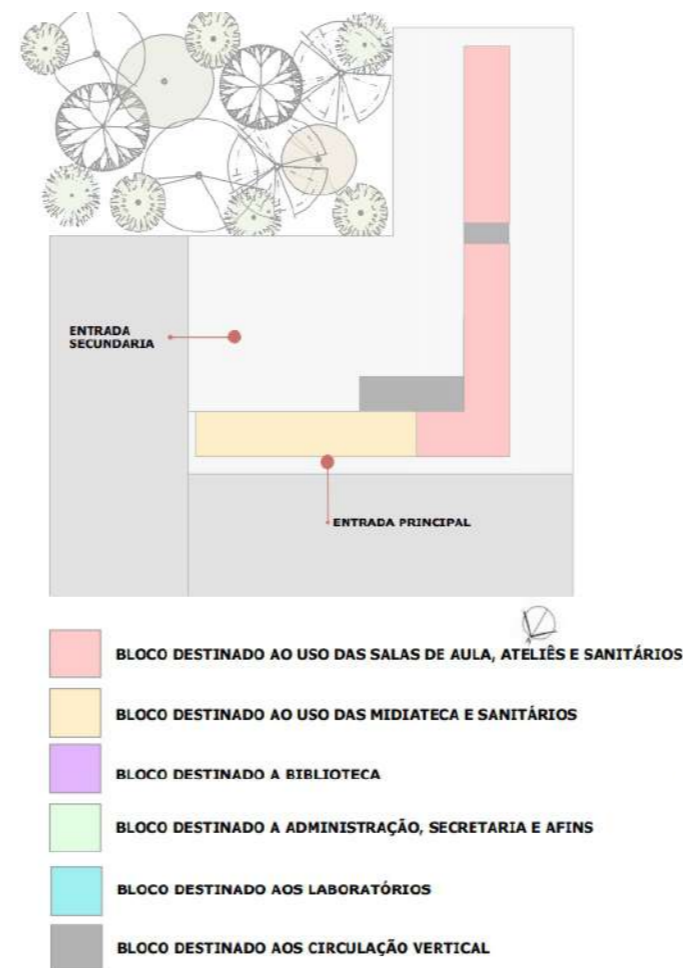 ENTRADA
SECUNDARIA
ENTRADA PRINCIPAL
BLOCO DESTINADO AO USO DAS SALAS DE AULA, ATELIÊS E SANITÁRIOS
BLOCO DESTINADO AO USO DAS MIDIATECA E SANITÁRIOS
BLOCO DESTINADO A BIBLIOTECA
BLOCO DESTINADO A ADMINISTRAÇÃO, SECRETARIA E AFINS
BLOCO DESTINADO AOS LABORATÓRIOS
BLOCO DESTINADO AOS CIRCULAÇÃO VERTICAL